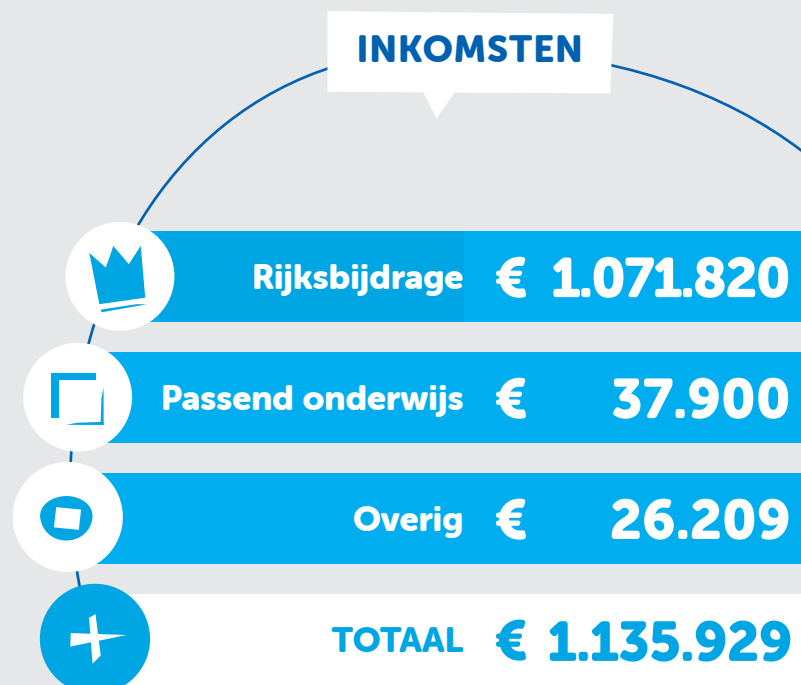 INKOMSTEN
Rijksbijdrage € 1.071.820
Passend onderwijs € 37.900
Overig € 26.209
TOTAAL € 1.135.929